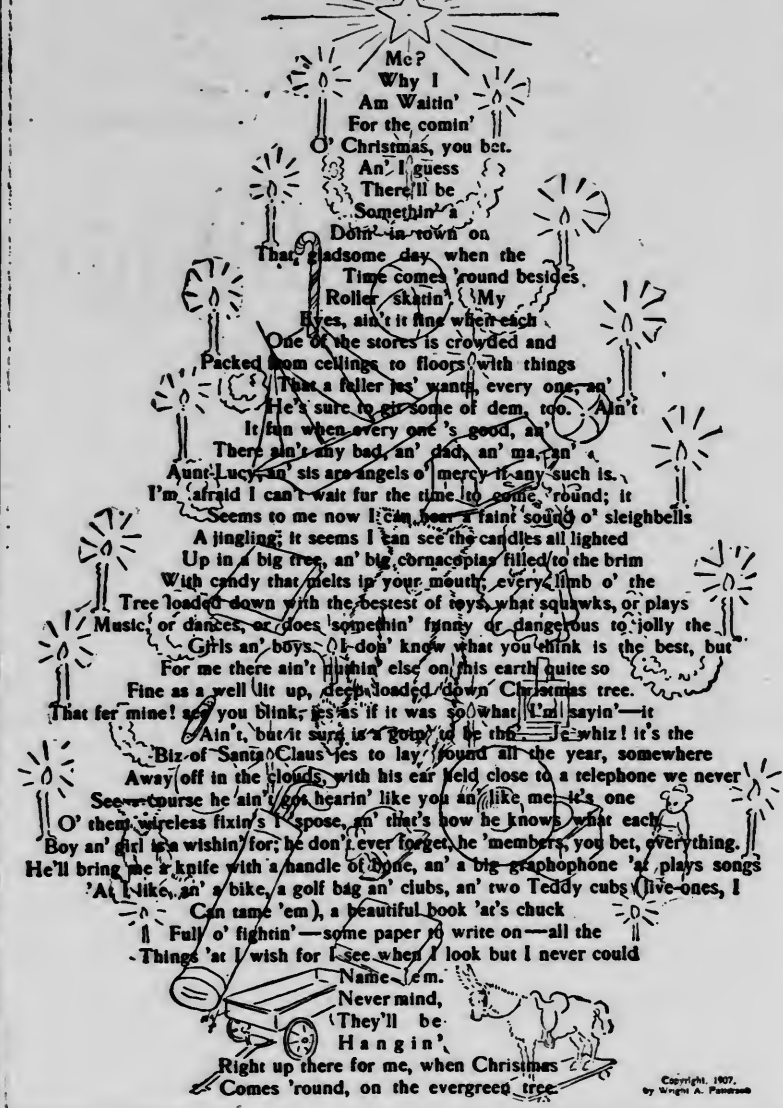 Me?
Why I
Am Waitin'
For the comin'
O' Christmas, you bet.
An' I guess
There'll be
Somethin' a
Doin' in town on
That gladsome day when the
Time comes 'round besides
Roller skatin'. My
Eyes, ain't it fine when each
One of the stores is crowded and
Packed from ceilings to floors with things
That a feller jes' wants, every one, an'
He's sure to git some of dem, too. Ain't
It fun when every one 's good, an'
There ain't any bad, an' dad, an' ma, an'
Aunt Lucy, an' sis are angels o' mercy if any such is.
I'm afraid I can't wait fur the time to come 'round; it
Seems to me now I can hear a faint sound o' sleighbells
A jingling; it seems I can see the candles all lighted
Up in a big tree, an' big cornacopias filled to the brim
With candy that melts in your mouth; every limb o' the
Tree loaded down with the bestest of toys, what squawks, or plays
Music, or dances, or does somethin' funny or dangerous to jolly the
Girls an' boys. I don' know what you think is the best, but
For me there ain't nuthin' else on this earth quite so
Fine as a well lit up, deep loaded down Christmas tree.
That fer mine! see you blink, jes as if it was so what I'm sayin'—it
Ain't, but it sure is a goin' to be tho whiz! it's the
Biz of Santa Claus jes to lay 'round all the year, somewhere
Away off in the clouds, with his ear held close to a telephone we never
See—course he ain't got hearin' like you an' like me; it's one
O' them wireless fixin's I 'spose, an' that's how he knows what each
Boy an' girl is a wishin' for; he don't ever forget, he 'members, you bet, everything.
He'll bring me a knife with a handle of bone, an' a big graphophone 'at plays songs
'At I like, an' a bike, a golf bag an' clubs, an' two Teddy cubs (live-ones, I
Can tame 'em), a beautiful book 'at's chuck
Full o' fightin'—some paper to write on—all the
Things 'at I wish for I see when I look but I never could
Name 'em.
Never mind,
They'll be
Hangin'
Right up there for me, when Christmas
Comes 'round, on the evergreen tree.
Copyright, 1907,
by Wright A. Patterson